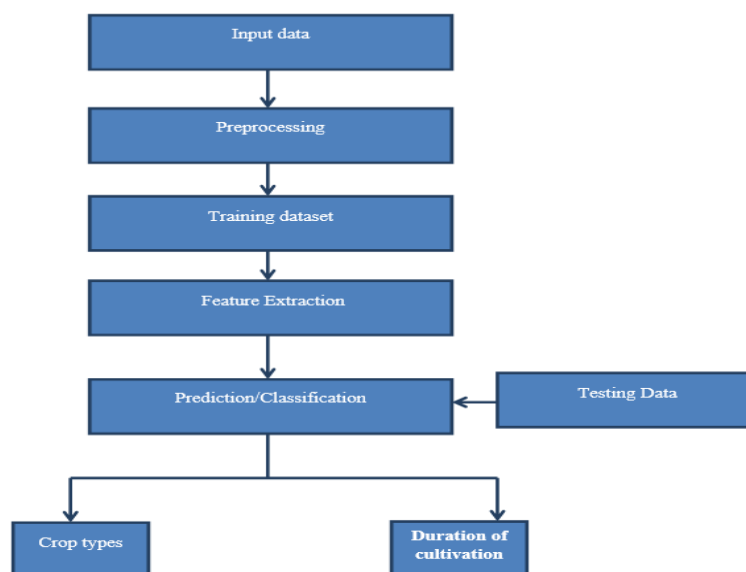 Input data
Preprocessing
Training dataset
Feature Extraction
Prediction/Classification
Testing Data
Crop types
Duration of
cultivation